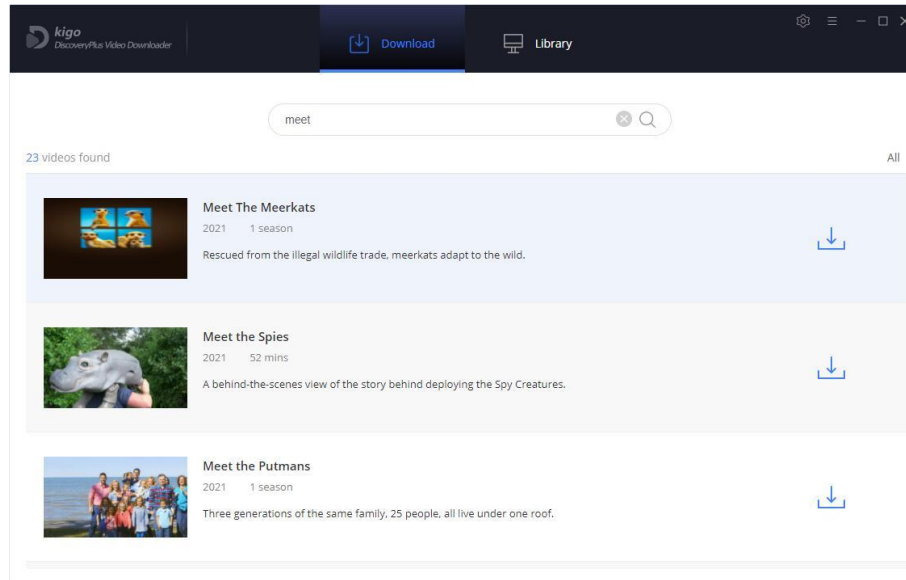 kigo
DiscoveryPlus Video Downloader
Download
Library
meet
23 videos found
All
Meet The Meerkats
2021 1 season
Rescued from the illegal wildlife trade, meerkats adapt to the wild.
Meet the Spies
2021 52 mins
A behind-the-scenes view of the story behind deploying the Spy Creatures.
Meet the Putmans
2021 1 season
Three generations of the same family, 25 people, all live under one roof.